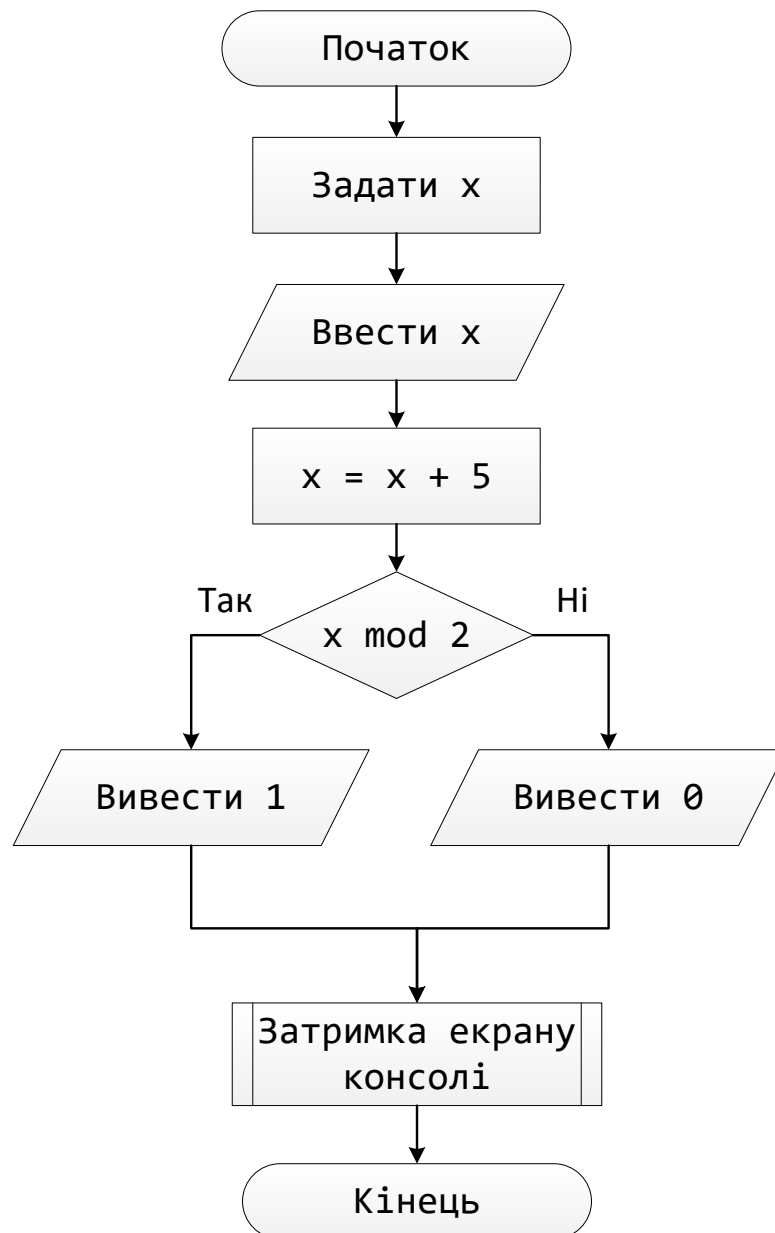 Початок
Задати x
Ввести x
x = x + 5
Так
Ні
x mod 2
Вивести 1
Вивести 0
Затримка екрану
консолі
Кінець